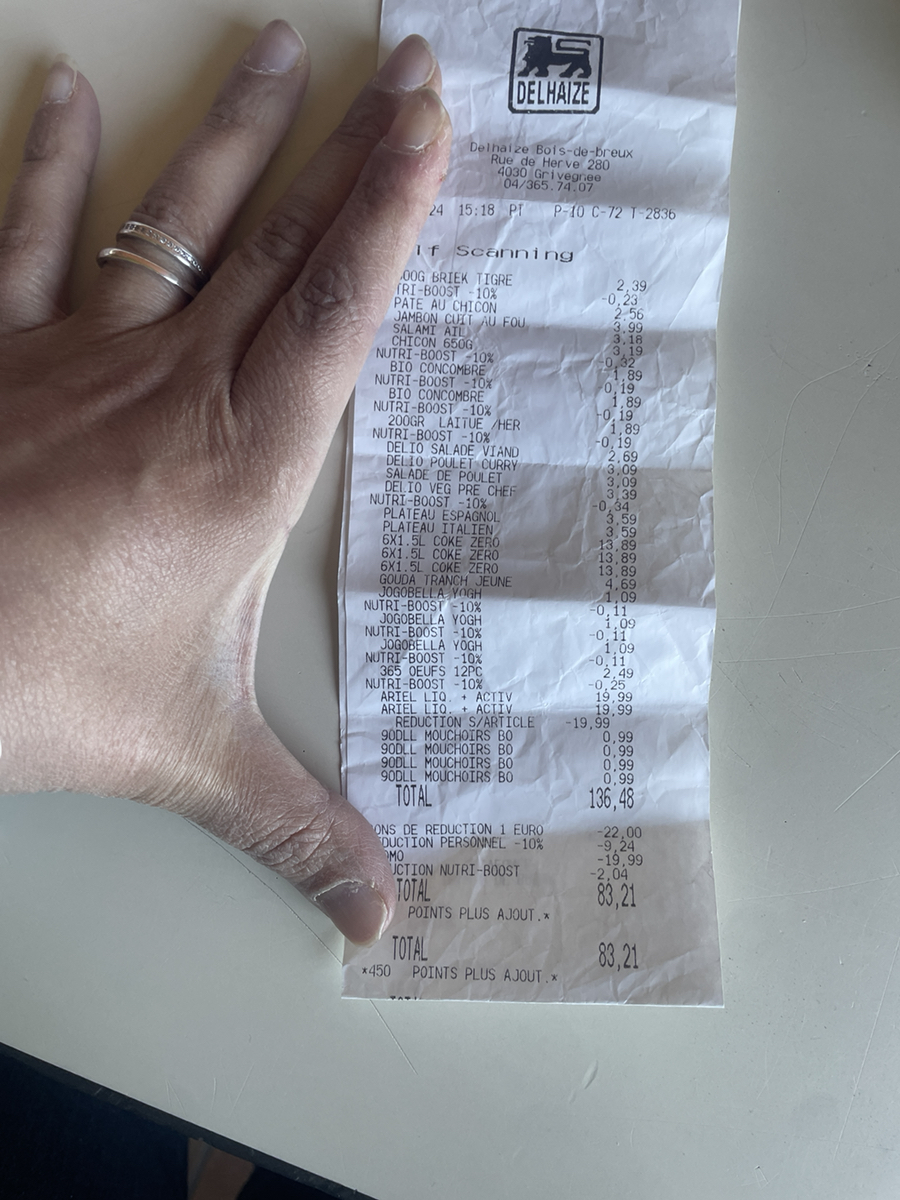 DELHAIZE
Delhaize Bois-de-breux
Rue de Herve 280
4030 Grivegnee
04/365.74.07
24 15:18 PT P-10 C-72 T-2836
lf Scanning
00G BRIEK TIGRE 2,39
TRI-BOOST -10% -0,23
PATE AU CHICON 2,56
JAMBON CUIT AU FOU 3,99
SALAMI AIL 3,18
CHICON 650G 3,19
NUTRI-BOOST -10% -0,32
BIO CONCOMBRE 1,89
NUTRI-BOOST -10% 0,19
BIO CONCOMBRE 1,89
NUTRI-BOOST -10% -0,19
200GR LAITUE /HER 1,89
NUTRI-BOOST -10% -0,19
DELIO SALADE VIAND 2,69
DELIO POULET CURRY 3,09
SALADE DE POULET 3,09
DELIO VEG PRE CHEF 3,39
NUTRI-BOOST -10% -0,34
PLATEAU ESPAGNOL 3,59
PLATEAU ITALIEN 3,59
6X1.5L COKE ZERO 13,89
6X1.5L COKE ZERO 13,89
6X1.5L COKE ZERO 13,89
GOUDA TRANCH JEUNE 4,69
JOGOBELLA YOGH 1,09
NUTRI-BOOST -10% -0,11
JOGOBELLA YOGH 1,09
NUTRI-BOOST -10% -0,11
JOGOBELLA YOGH 1,09
NUTRI-BOOST -10% -0,11
365 OEUFS 12PC 2,49
NUTRI-BOOST -10% -0,25
ARIEL LIQ. + ACTIV 19,99
ARIEL LIQ. + ACTIV 19,99
REDUCTION S/ARTICLE -19,99
90DLL MOUCHOIRS BO 0,99
90DLL MOUCHOIRS BO 0,99
90DLL MOUCHOIRS BO 0,99
90DLL MOUCHOIRS BO 0,99
TOTAL 136,48
ONS DE REDUCTION 1 EURO -22,00
DUCTION PERSONNEL -10% -9,24
OMO -19,99
UCTION NUTRI-BOOST -2,04
TOTAL 83,21
POINTS PLUS AJOUT.*
TOTAL 83,21
*450 POINTS PLUS AJOUT.*